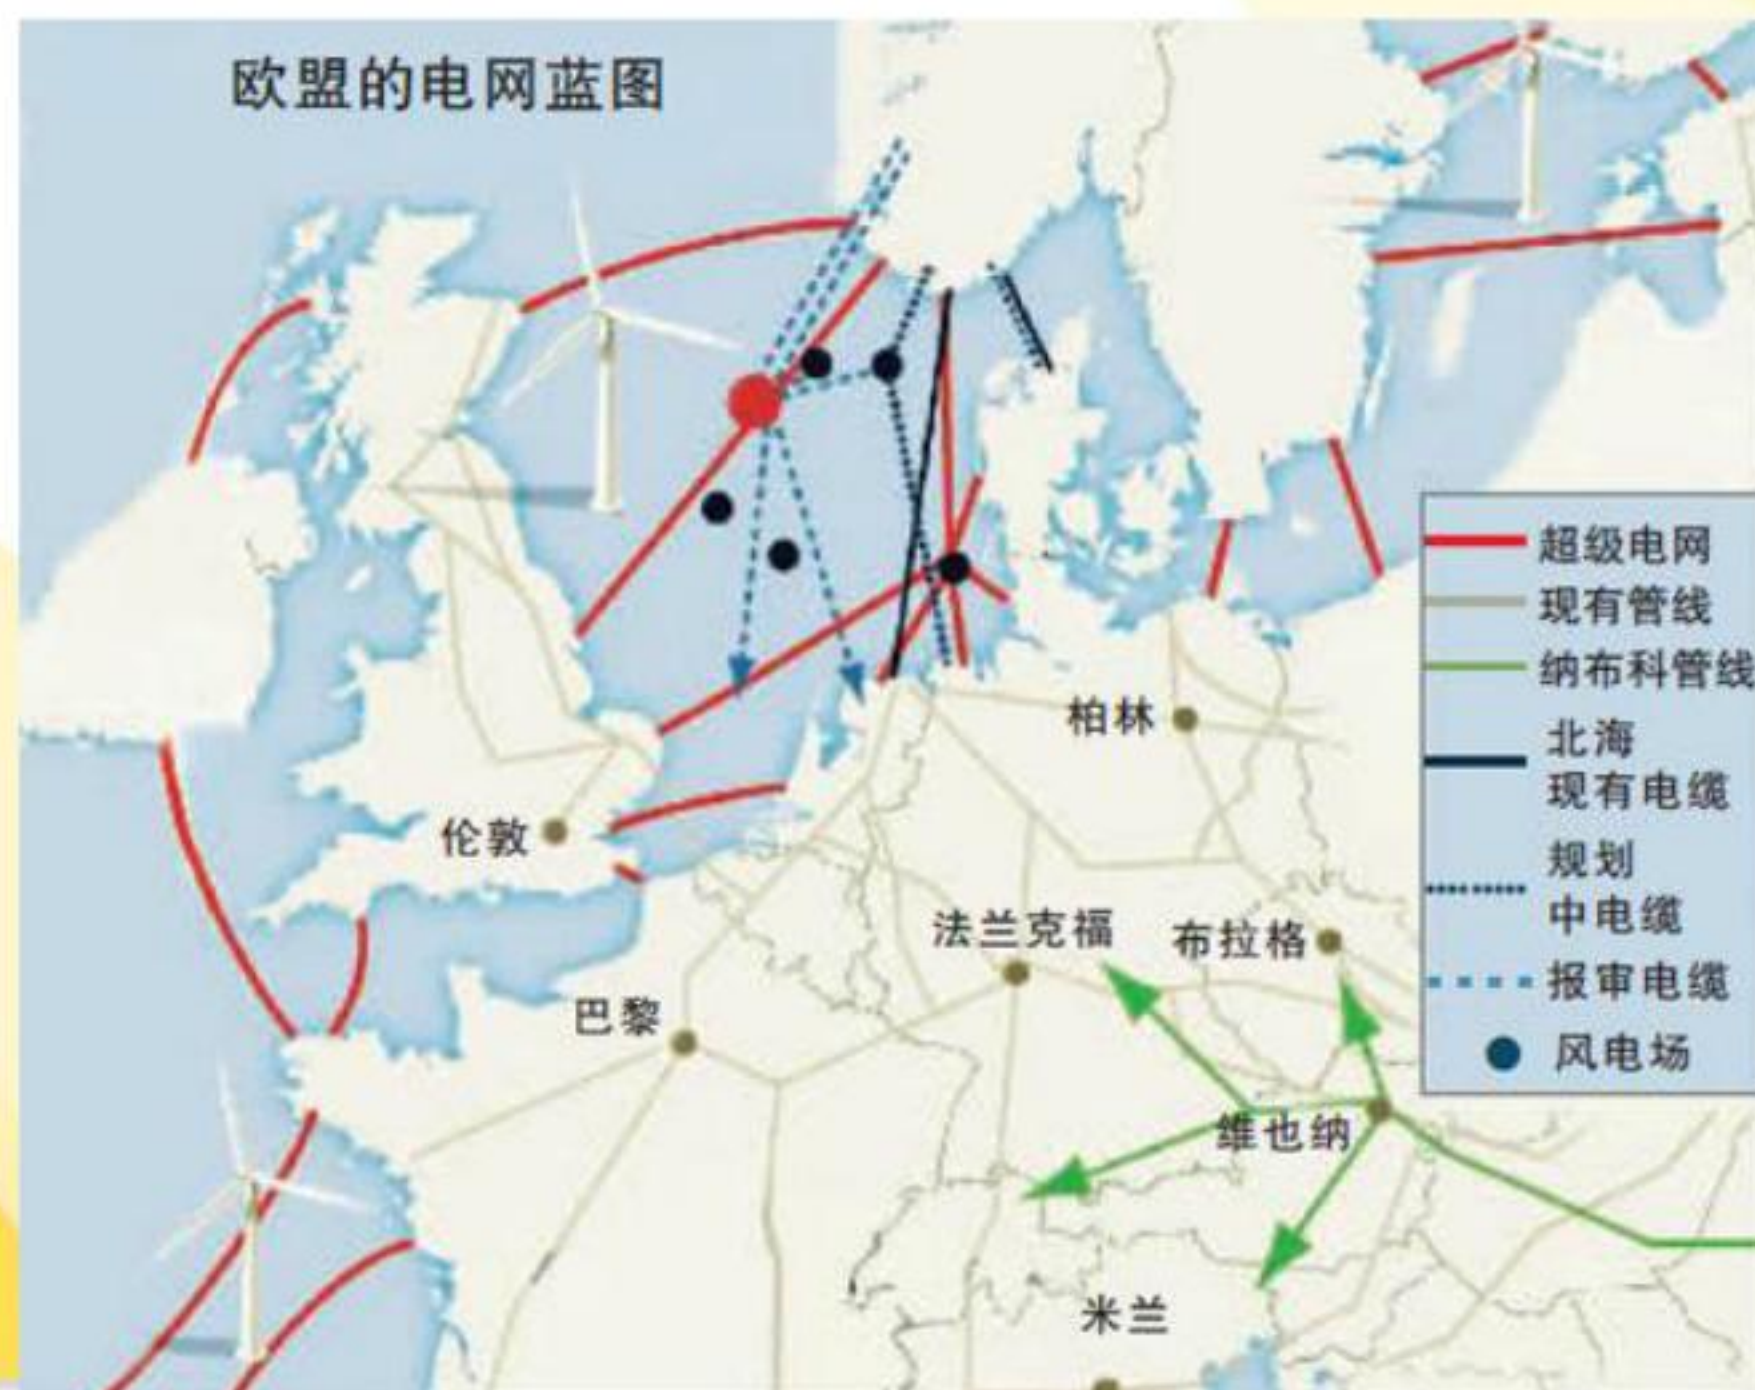 欧盟的电网蓝图
超级电网
现有管线
纳布科管线
北海
现有电缆
规划
中电缆
报审电缆
风电场
柏林
伦敦
法兰克福
布拉格
巴黎
维也纳
米兰